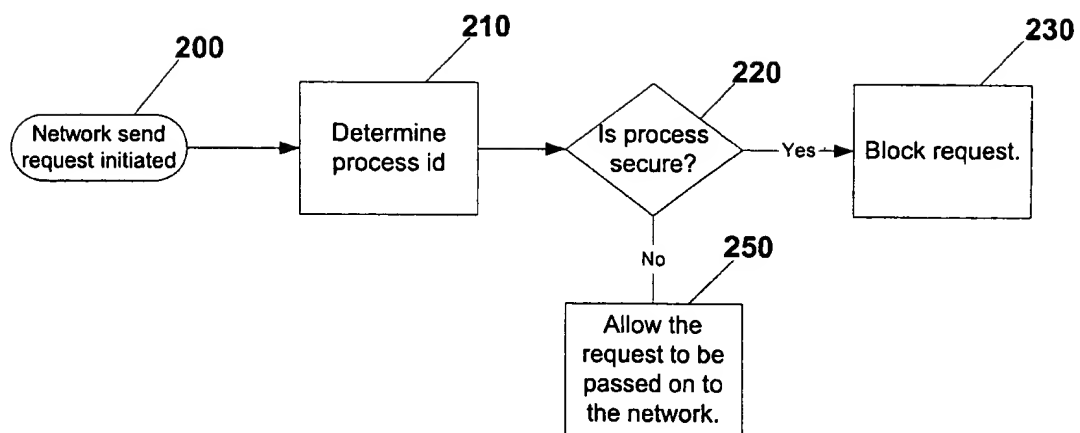 200
210
220
230
Network send
request initiated
Determine
process id
Is process
secure?
Yes
Block request.
No
250
Allow the
request to be
passed on to
the network.